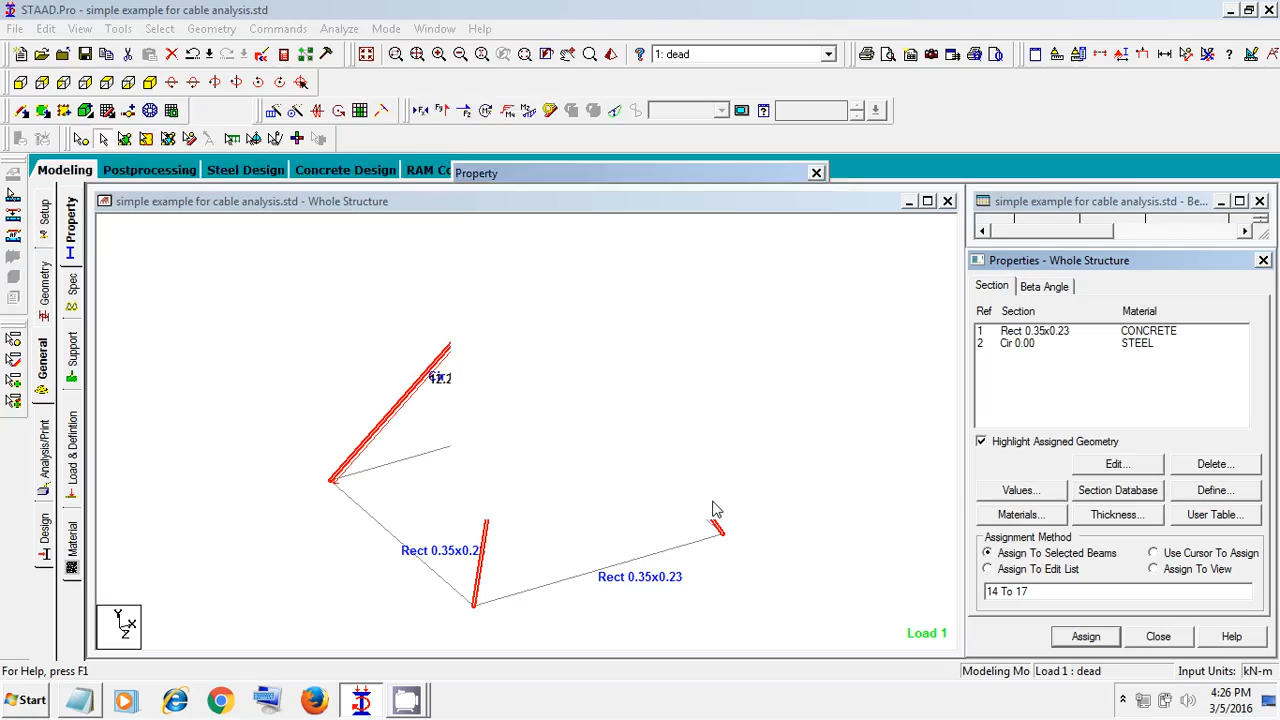 STAAD.Pro - simple example for cable analysis.std
File Edit View Tools Select Geometry Commands Analyze Mode Window Help
1: dead
Modeling Postprocessing Steel Design Concrete Design RAM Co
Property
simple example for cable analysis.std - Whole Structure
simple example for cable analysis.std - Be...
Setup
Geometry
General
Analysis/Print
Design
Property
Spec
Support
Load & Definition
Material
Rect 0.35x0.2
Rect 0.35x0.23
Load 1
Y
X
Z
Properties - Whole Structure
Section Beta Angle
Ref Section Material
1 Rect 0.35x0.23 CONCRETE
2 Cir 0.00 STEEL
Highlight Assigned Geometry
Edit... Delete...
Values... Section Database Define...
Materials... Thickness... User Table...
Assignment Method
Assign To Selected Beams Use Cursor To Assign
Assign To Edit List Assign To View
14 To 17
Assign Close Help
For Help, press F1
Modeling Mo Load 1 : dead Input Units: kN-m
Start
4:26 PM
3/5/2016